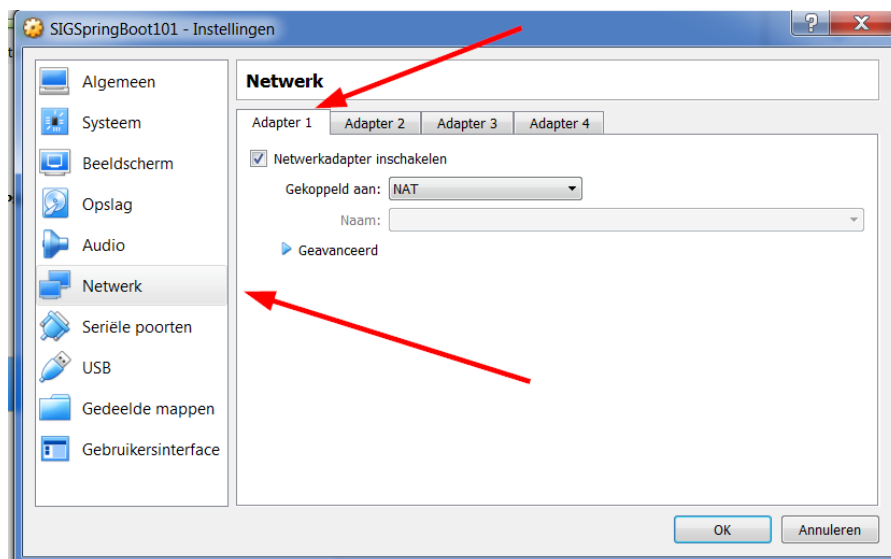 SIGSpringBoot101 - Instellingen
Algemeen
Systeem
Beeldscherm
Opslag
Audio
Netwerk
Seriële poorten
USB
Gedeelde mappen
Gebruikersinterface
Netwerk
Adapter 1 Adapter 2 Adapter 3 Adapter 4
Netwerkadapter inschakelen
Gekoppeld aan: NAT
Naam:
Geavanceerd
OK Annuleren